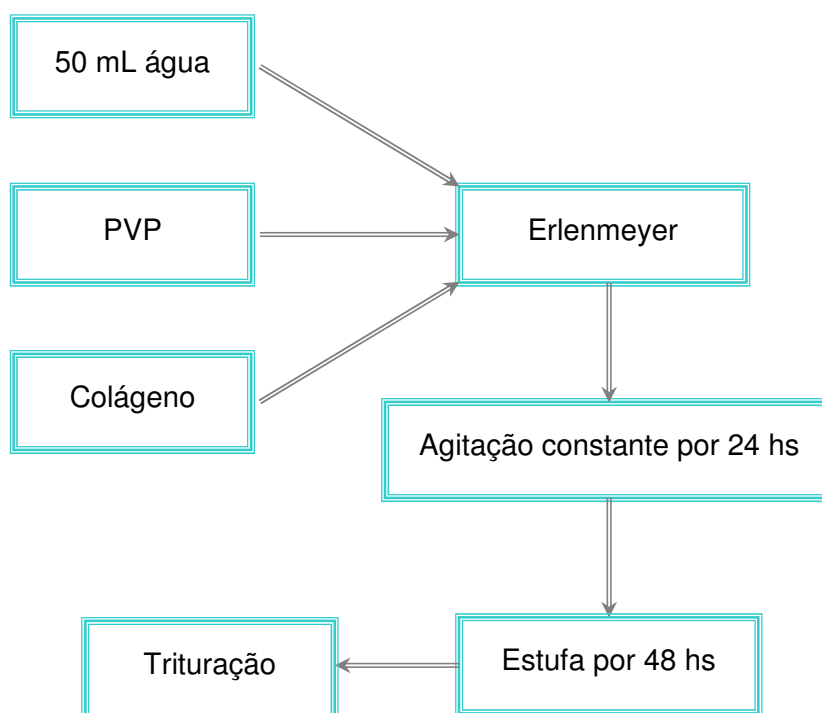 50 mL água
PVP
Erlenmeyer
Colágeno
Agitação constante por 24 hs
Estufa por 48 hs
Trituração